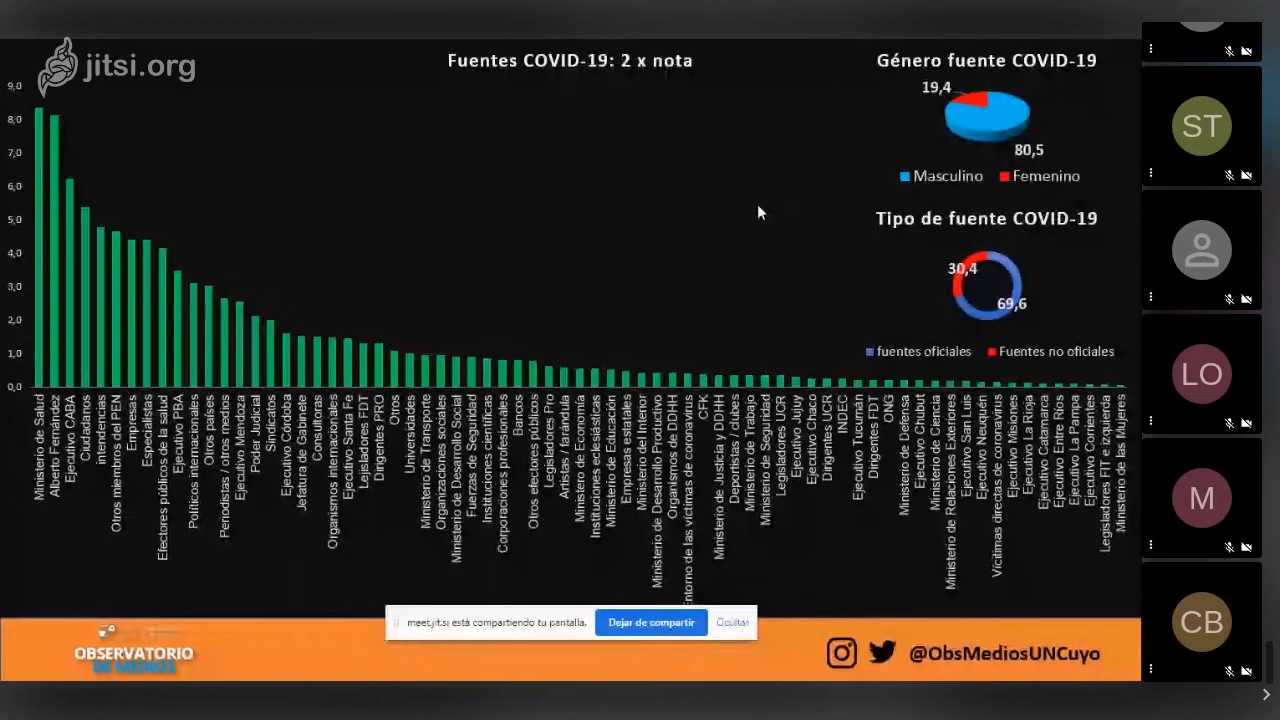 jitsi.org
Fuentes COVID-19: 2 x nota
9,0
8,0
7,0
6,0
5,0
4,0
3,0
2,0
1,0
0,0
Ministerio de Salud
Alberto Fernández
Ejecutivo CABA
Ciudadanos
intendencias
Otros miembros del PEN
Empresas
Especialistas
Efectores públicos de la salud
Ejecutivo PBA
Políticos internacionales
Otros países
Periodistas / otros medios
Ejecutivo Mendoza
Poder Judicial
Sindicatos
Ejecutivo Córdoba
Jefatura de Gabinete
Consultoras
Organismos Internacionales
Ejecutivo Santa Fe
Lejisladores FDT
Dirigentes PRO
Otros
Universidades
Ministerio de Transporte
Organizaciones sociales
Ministerio de Desarrollo Social
Fuerzas de Seguridad
Instituciones científicas
Corporaciones profesionales
Bancos
Otros efectores públicos
Legisladores Pro
Artistas / farándula
Ministerio de Economía
Instituciones eclesiásticas
Ministerio de Educación
Empresas estatales
Ministerio del Interior
Ministerio de Desarrollo Productivo
Organismos de DDHH
Entorno de las víctimas de coronavirus
CFK
Ministerio de Justicia y DDHH
Deportistas / clubes
Ministerio de Trabajo
Ministerio de Seguridad
Legisladores UCR
Ejecutivo Jujuy
Ejecutivo Chaco
Dirigentes UCR
INDEC
Ejecutivo Tucumán
Dirigentes FDT
ONG
Ministerio de Defensa
Ejecutivo Chubut
Ministerio de Ciencia
Ministerio de Relaciones Exteriores
Ejecutivo San Luis
Ejecutivo Neuquén
Vícitimas directas de coronavirus
Ejecutivo Misiones
Ejecutivo La Rioja
Ejecutivo Catamarca
Ejecutivo Entre Ríos
Ejecutivo La Pampa
Ejecutivo Corrientes
Legisladores FIT e izquierda
Ministerio de las Mujeres
Género fuente COVID-19
19,4
80,5
Masculino Femenino
Tipo de fuente COVID-19
30,4
69,6
fuentes oficiales Fuentes no oficiales
meet.jit.si está compartiendo tu pantalla. Dejar de compartir Ocultar
OBSERVATORIO
DE MEDIOS
@ObsMediosUNCuyo
ST
LO
M
CB